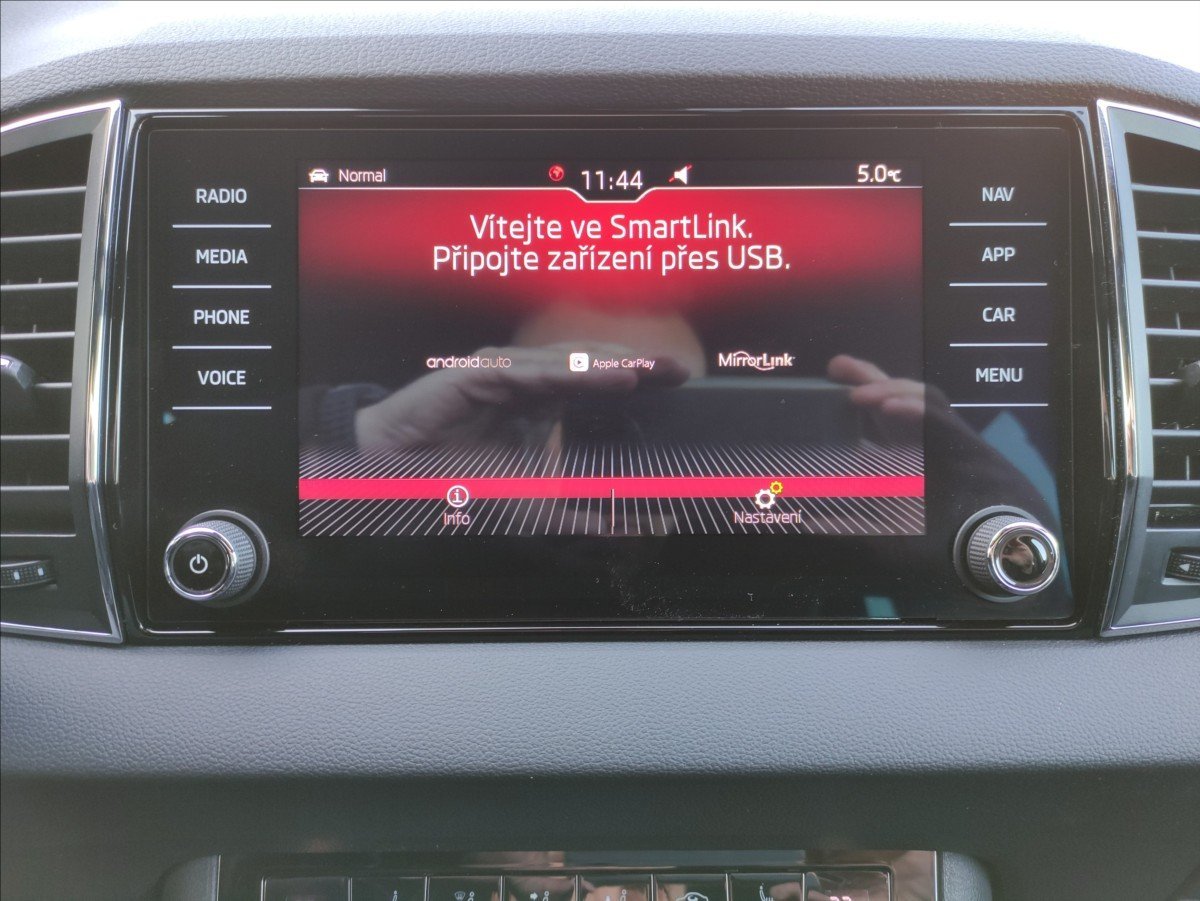 Normal
11:44
5.0°C
Vítejte ve SmartLink.
Připojte zařízení přes USB.
androidauto
Apple CarPlay
MirrorLink
Info
Nastavení
RADIO
MEDIA
PHONE
VOICE
NAV
APP
CAR
MENU